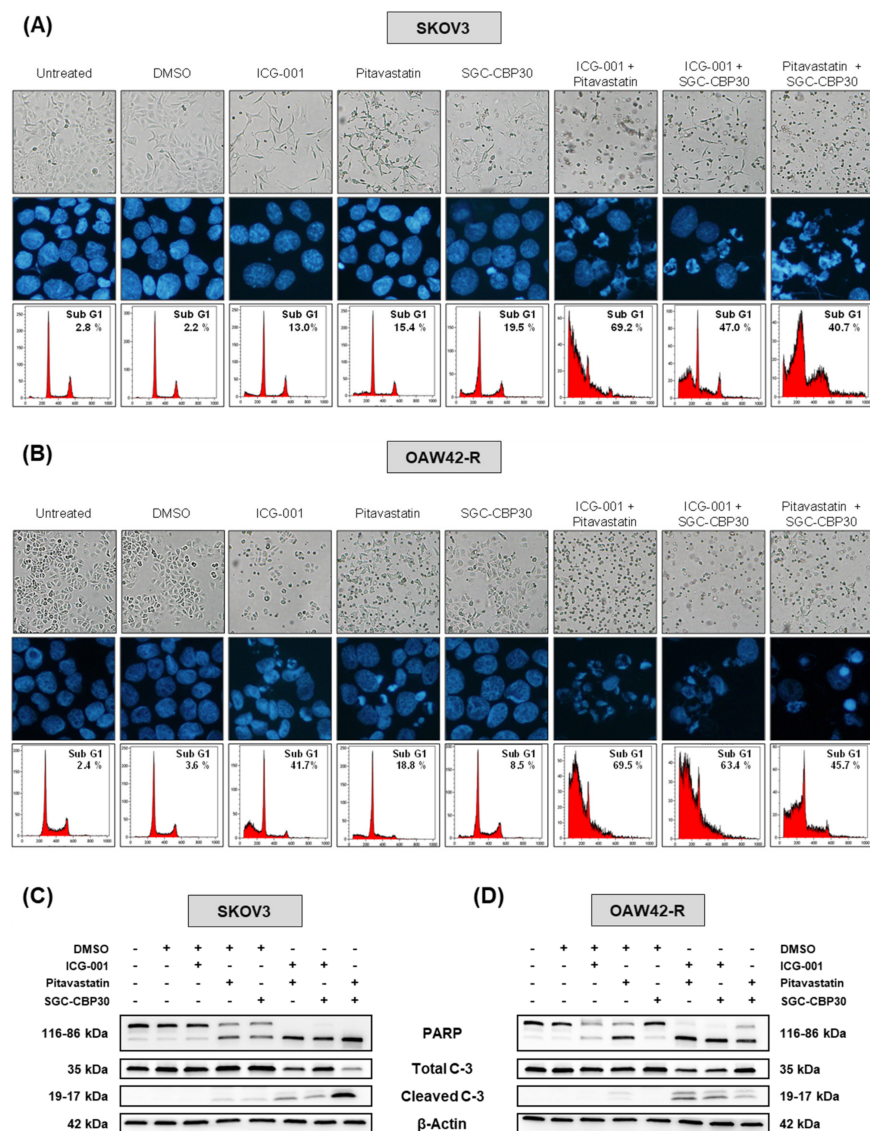 (A)
SKOV3
Untreated DMSO ICG-001 Pitavastatin SGC-CBP30 ICG-001 + Pitavastatin ICG-001 + SGC-CBP30 Pitavastatin + SGC-CBP30
Sub G1 Sub G1 Sub G1 Sub G1 Sub G1 Sub G1 Sub G1 Sub G1
2.8 % 2.2 % 13.0% 15.4 % 19.5 % 69.2 % 47.0 % 40.7 %
(B)
OAW42-R
Untreated DMSO ICG-001 Pitavastatin SGC-CBP30 ICG-001 + Pitavastatin ICG-001 + SGC-CBP30 Pitavastatin + SGC-CBP30
Sub G1 Sub G1 Sub G1 Sub G1 Sub G1 Sub G1 Sub G1 Sub G1
2.4 % 3.6 % 41.7% 18.8 % 8.5 % 69.5 % 63.4 % 45.7 %
(C)
SKOV3
DMSO - + + + + - - -
ICG-001 - - + - - + + -
Pitavastatin - - - + - + - +
SGC-CBP30 - - - - + - + +
116-86 kDa
35 kDa
19-17 kDa
42 kDa
PARP
Total C-3
Cleaved C-3
β-Actin
(D)
OAW42-R
- + + + + - - - DMSO
- - + - - + + - ICG-001
- - - + - + - + Pitavastatin
- - - - + - + + SGC-CBP30
116-86 kDa
35 kDa
19-17 kDa
42 kDa